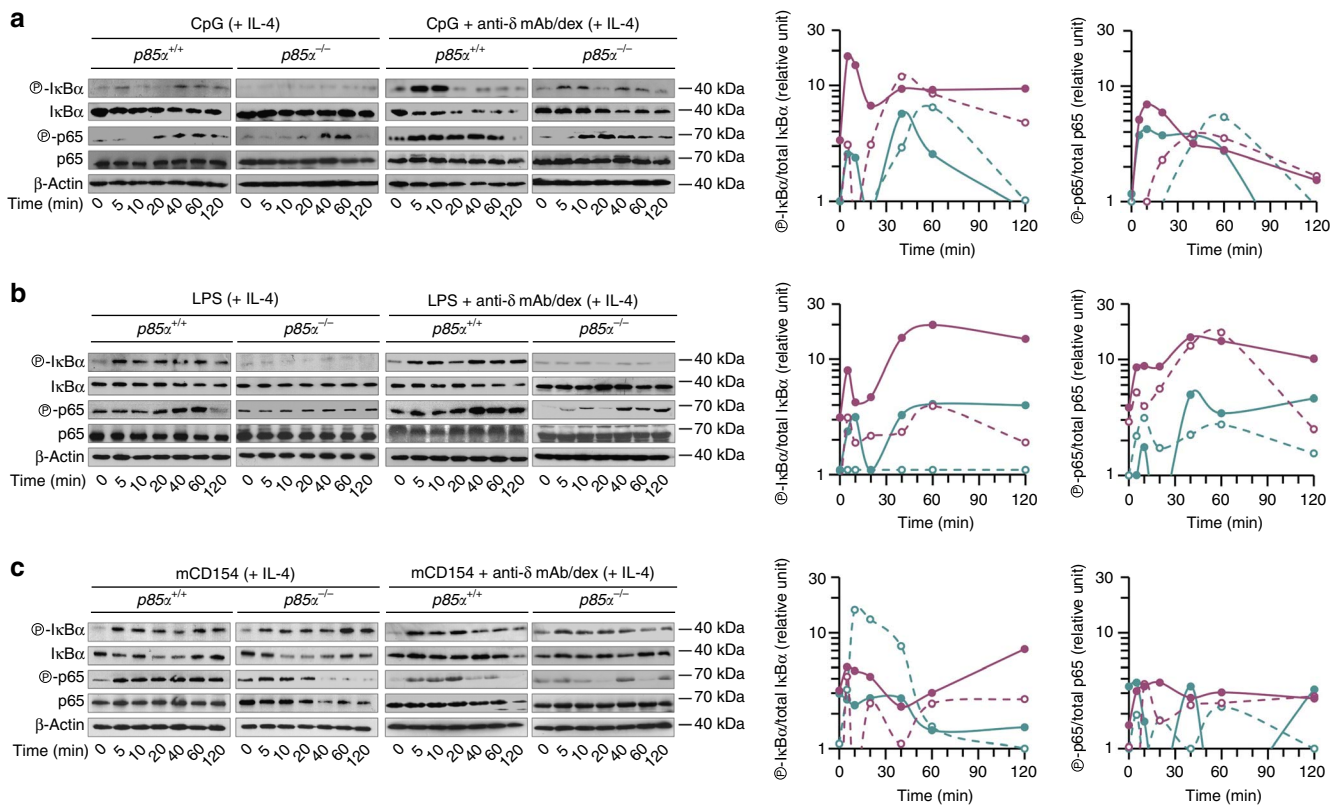 a
CpG (+ IL-4)
CpG + anti-δ mAb/dex (+ IL-4)
p85α+/+
p85α−/−
p85α+/+
p85α−/−
Ⓟ-IκBα
40 kDa
IκBα
40 kDa
Ⓟ-p65
70 kDa
p65
70 kDa
β-Actin
40 kDa
Time (min)
0 5 10 20 40 60 120
0 5 10 20 40 60 120
0 5 10 20 40 60 120
0 5 10 20 40 60 120
Ⓟ-IκBα/total IκBα (relative unit)
30
10
1
0 30 60 90 120
Time (min)
Ⓟ-p65/total p65 (relative unit)
30
10
1
0 30 60 90 120
Time (min)
b
LPS (+ IL-4)
LPS + anti-δ mAb/dex (+ IL-4)
p85α+/+
p85α−/−
p85α+/+
p85α−/−
Ⓟ-IκBα
40 kDa
IκBα
40 kDa
Ⓟ-p65
70 kDa
p65
70 kDa
β-Actin
40 kDa
Time (min)
0 5 10 20 40 60 120
0 5 10 20 40 60 120
0 5 10 20 40 60 120
0 5 10 20 40 60 120
Ⓟ-IκBα/total IκBα (relative unit)
30
10
1
0 30 60 90 120
Time (min)
Ⓟ-p65/total p65 (relative unit)
30
10
1
0 30 60 90 120
Time (min)
c
mCD154 (+ IL-4)
mCD154 + anti-δ mAb/dex (+ IL-4)
p85α+/+
p85α−/−
p85α+/+
p85α−/−
Ⓟ-IκBα
40 kDa
IκBα
40 kDa
Ⓟ-p65
70 kDa
p65
70 kDa
β-Actin
40 kDa
Time (min)
0 5 10 20 40 60 120
0 5 10 20 40 60 120
0 5 10 20 40 60 120
0 5 10 20 40 60 120
Ⓟ-IκBα/total IκBα (relative unit)
30
10
1
0 30 60 90 120
Time (min)
Ⓟ-p65/total p65 (relative unit)
30
10
1
0 30 60 90 120
Time (min)